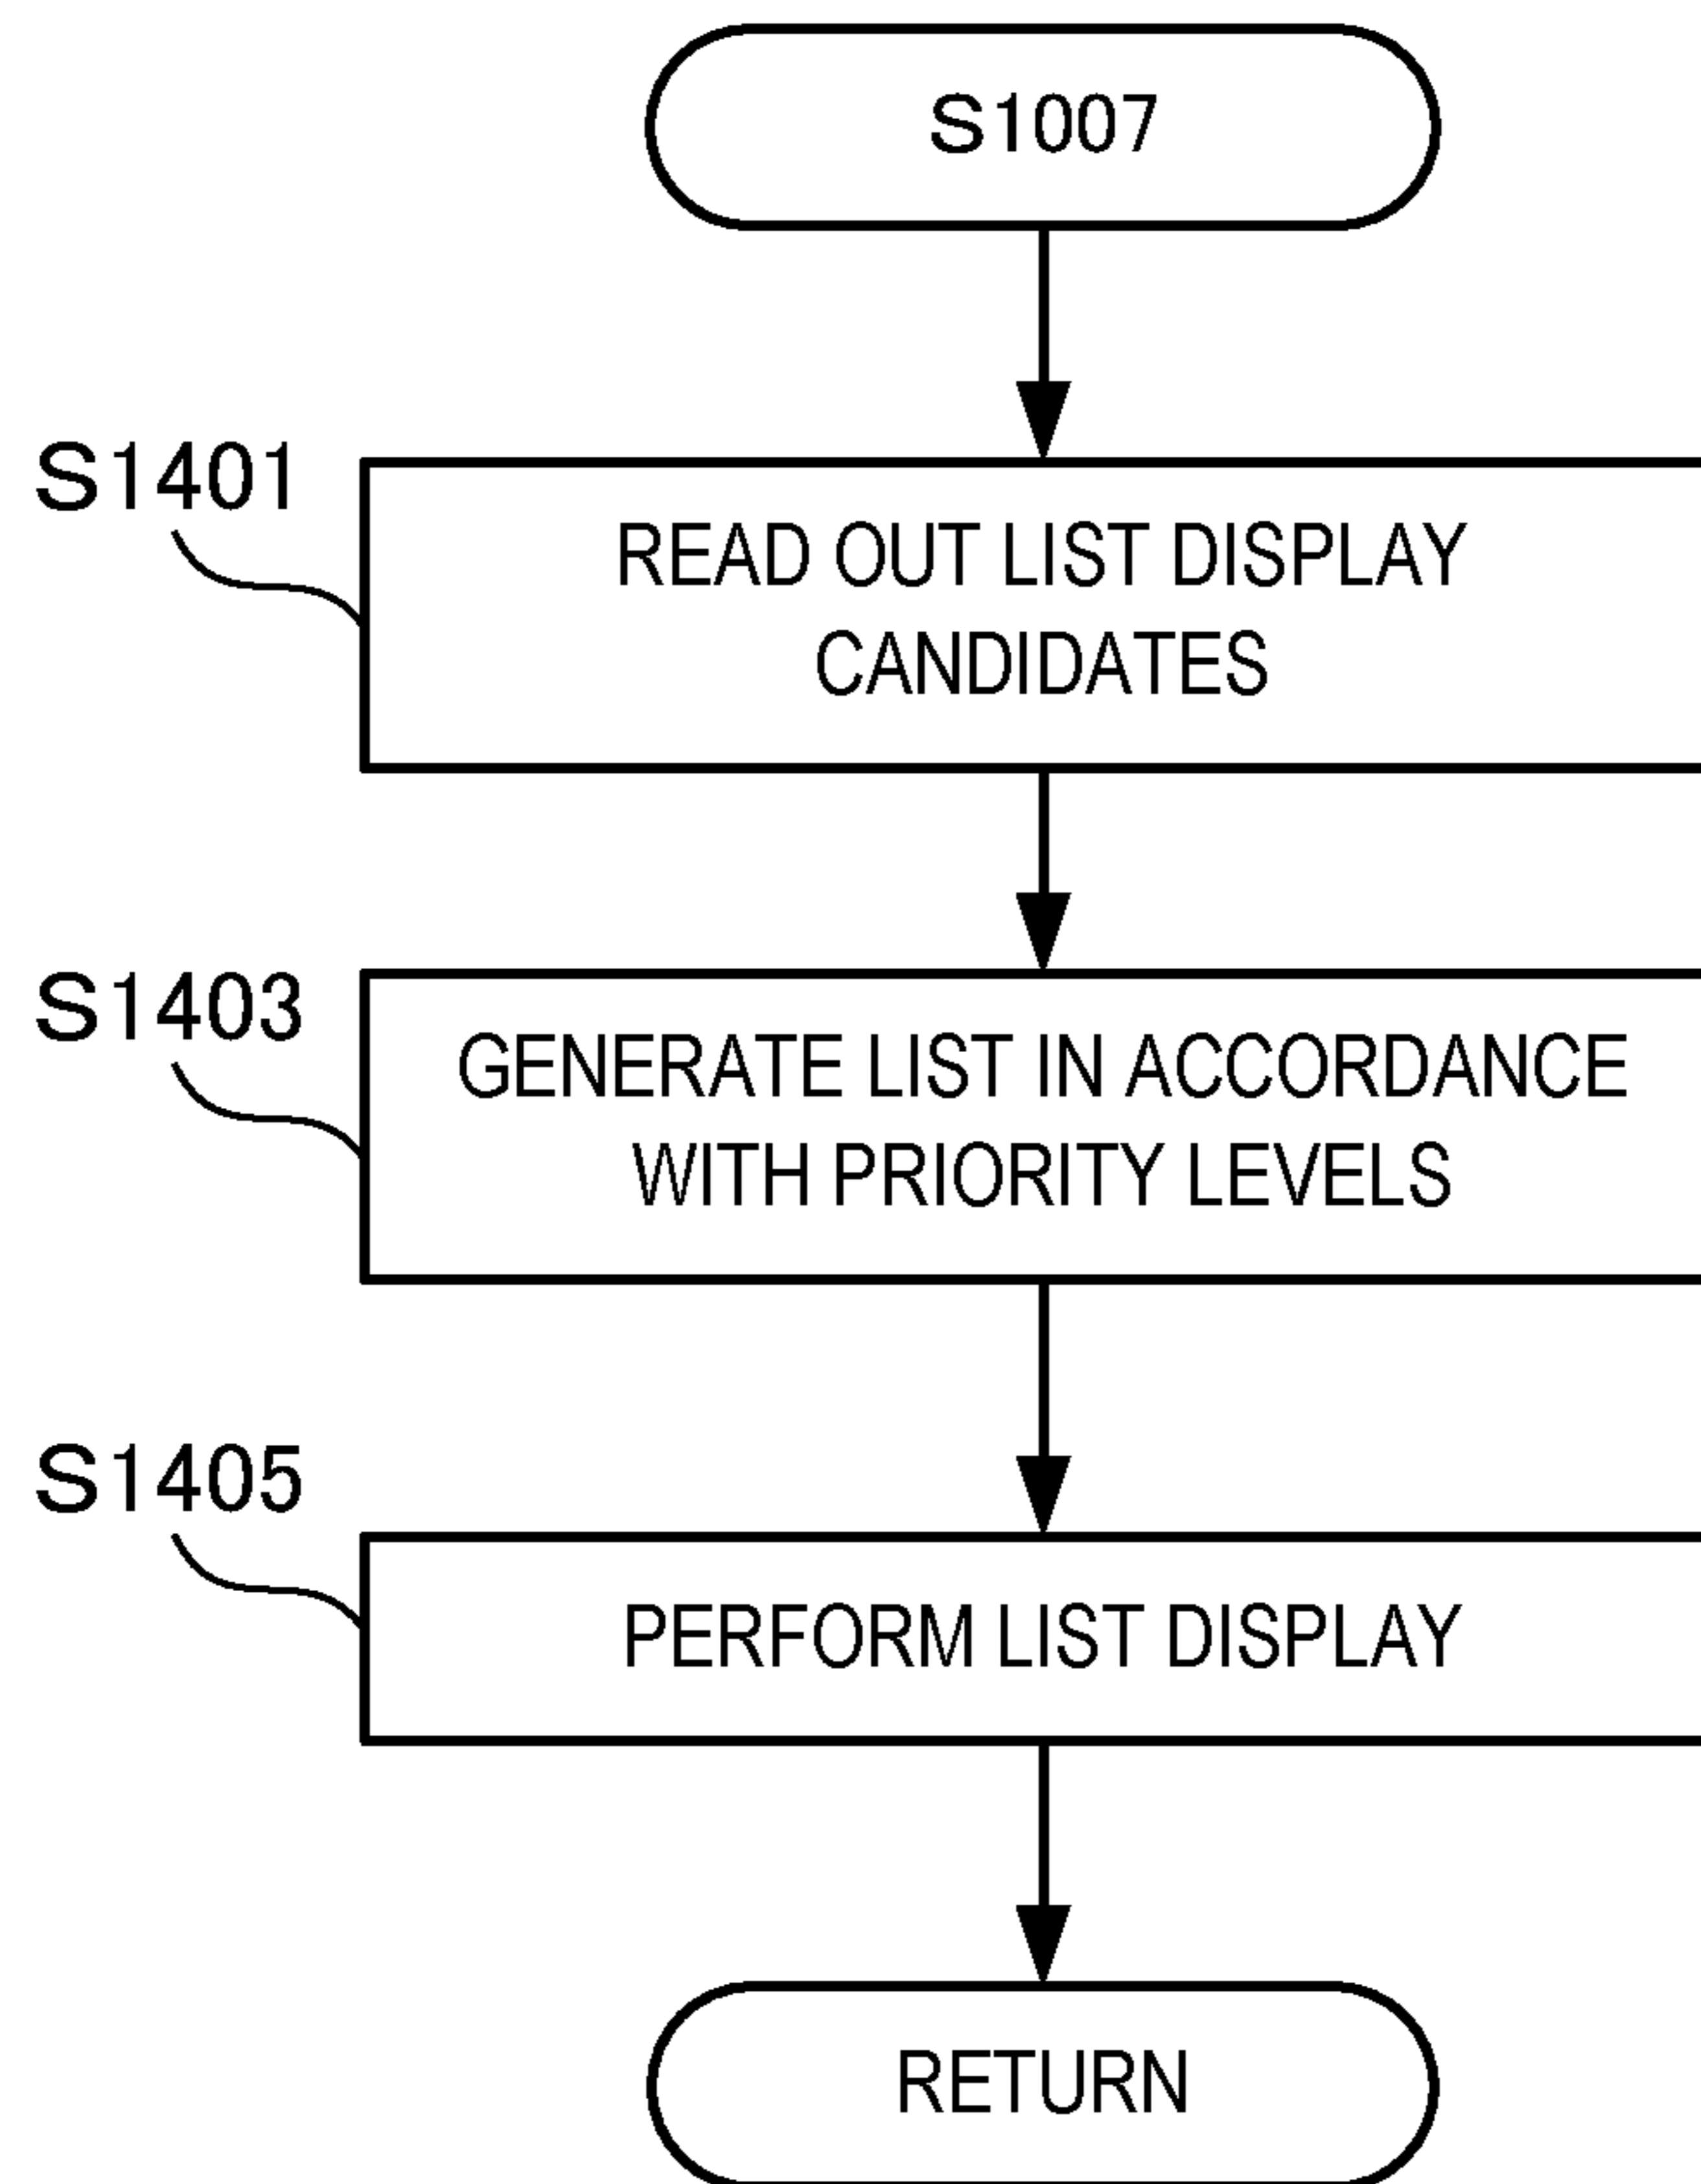 S1007
S1401
READ OUT LIST DISPLAY
CANDIDATES
S1403
GENERATE LIST IN ACCORDANCE
WITH PRIORITY LEVELS
S1405
PERFORM LIST DISPLAY
RETURN